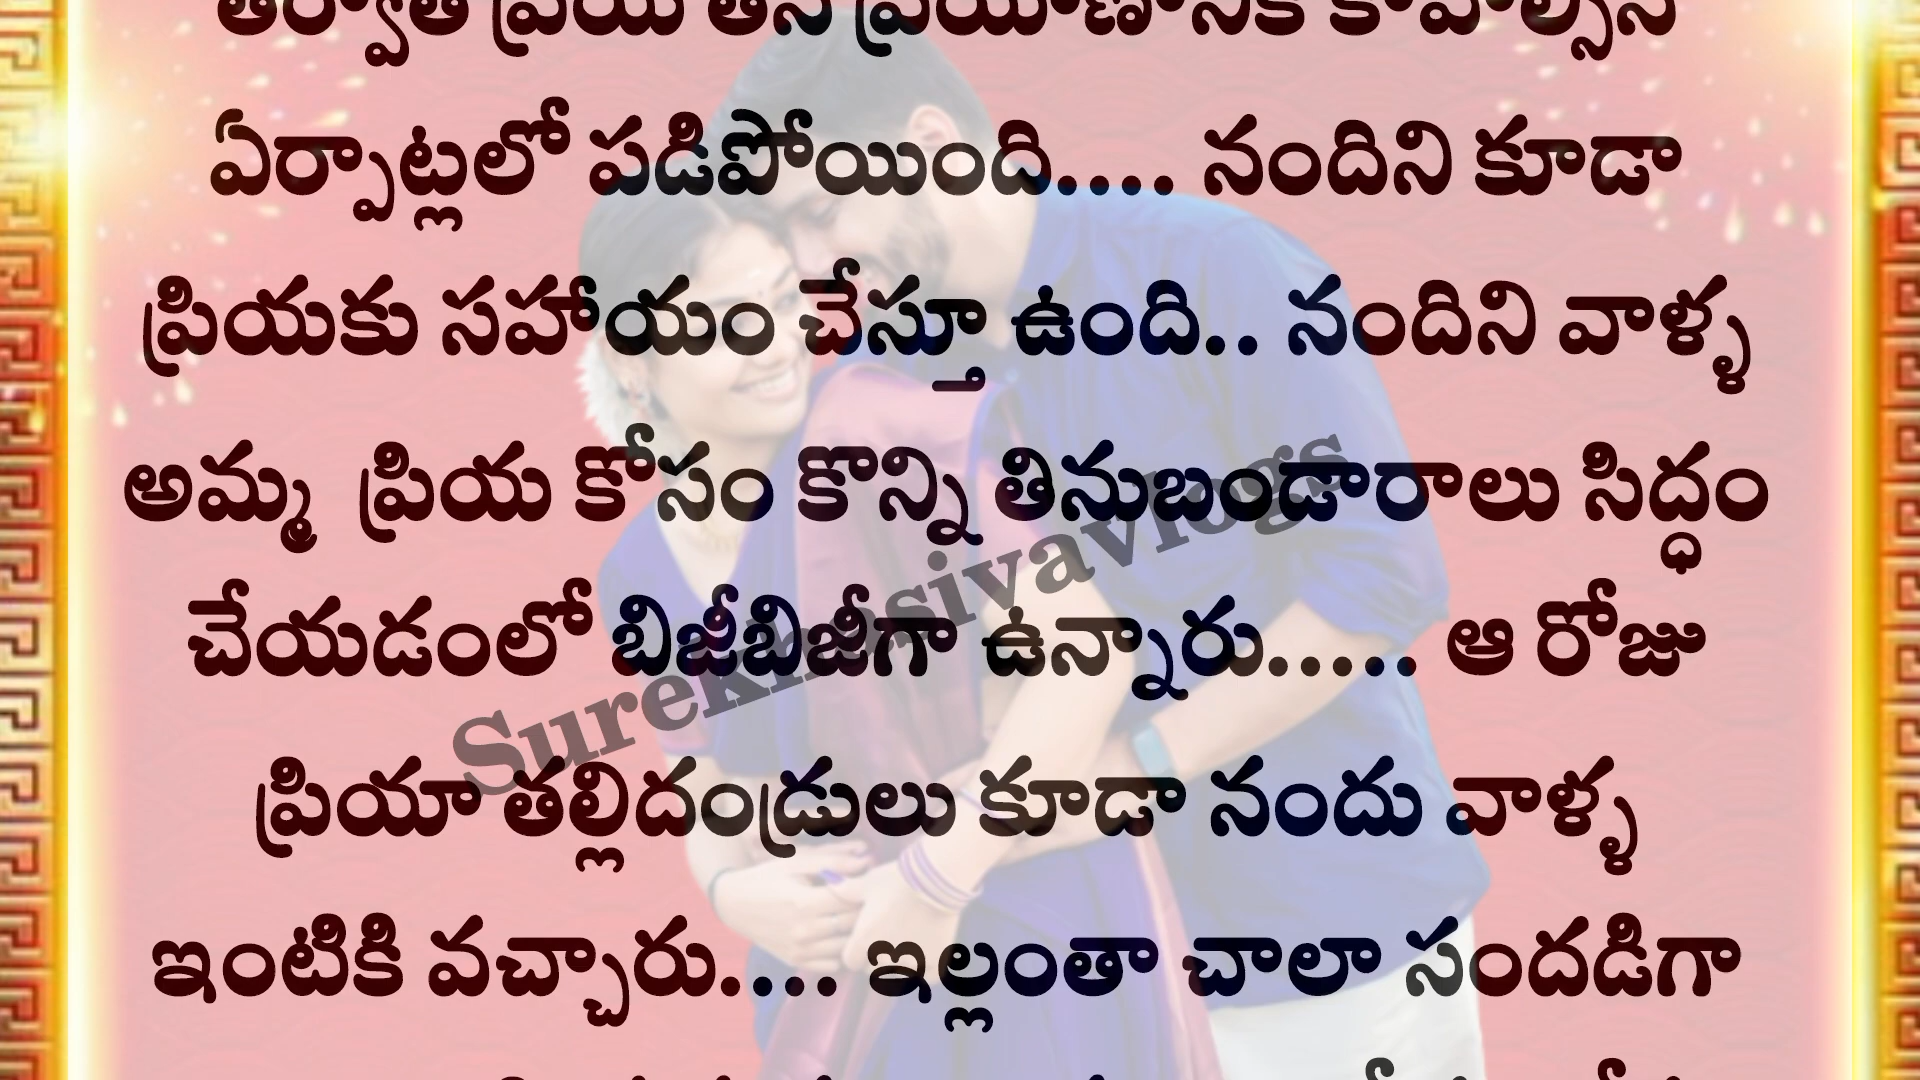 తర్వాత ప్రియ తన ప్రయాణానికి కావాల్సిన
ఏర్పాట్లలో పడిపోయింది.... నందిని కూడా
ప్రియకు సహాయం చేస్తూ ఉంది.. నందిని వాళ్ళ
అమ్మ ప్రియ కోసం కొన్ని తినుబండారాలు సిద్ధం
చేయడంలో బిజీబిజీగా ఉన్నారు..... ఆ రోజు
ప్రియా తల్లిదండ్రులు కూడా నందు వాళ్ళ
ఇంటికి వచ్చారు.... ఇల్లంతా చాలా సందడిగా
Surekhasivavlogs